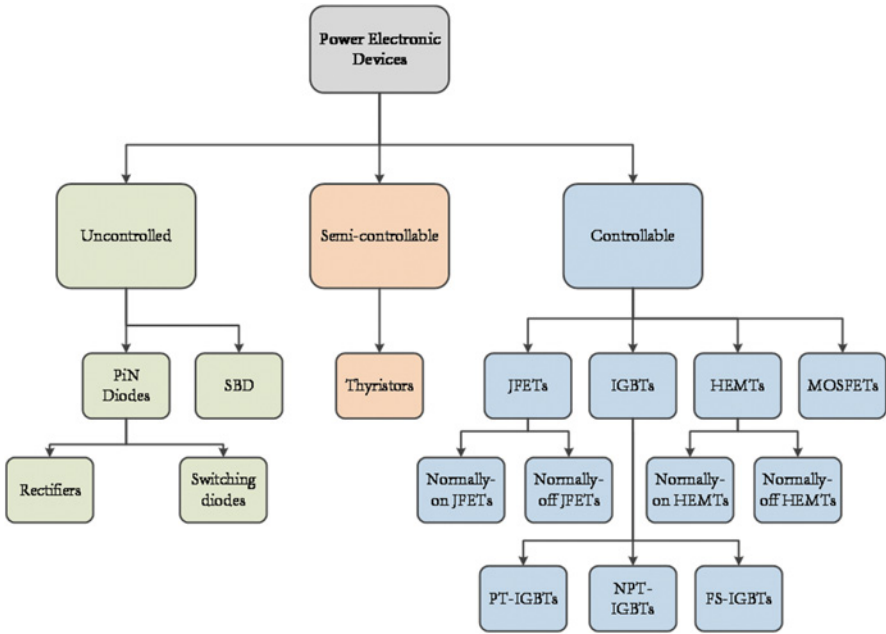 Power Electronic
Devices
Uncontrolled
Semi-controllable
Controllable
PiN
Diodes
SBD
Thyristors
JFETs
IGBTs
HEMTs
MOSFETs
Rectifiers
Switching
diodes
Normally-
on JFETs
Normally-
off JFETs
Normally-
on HEMTs
Normally-
off HEMTs
PT-IGBTs
NPT-
IGBTs
FS-IGBTs